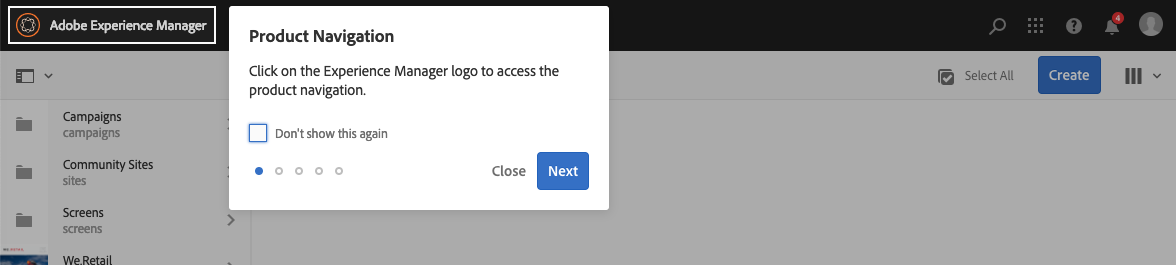 Adobe Experience Manager
4
Product Navigation
Click on the Experience Manager logo to access the
product navigation.
Don't show this again
Close
Next
Select All
Create
Campaigns
campaigns
Community Sites
sites
Screens
screens
We.Retail